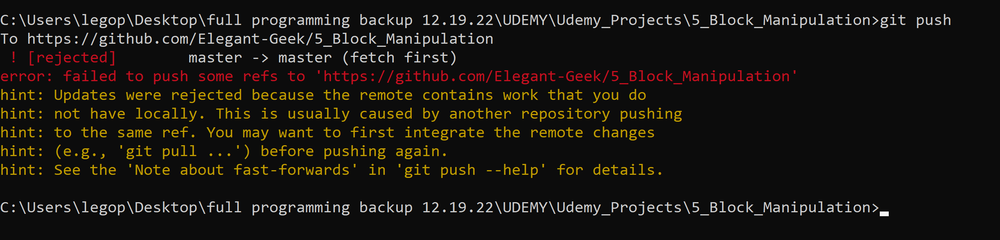 C:\Users\legop\Desktop\full programming backup 12.19.22\UDEMY\Udemy_Projects\5_Block_Manipulation>git push
To https://github.com/Elegant-Geek/5_Block_Manipulation
 ! [rejected]        master -> master (fetch first)
error: failed to push some refs to 'https://github.com/Elegant-Geek/5_Block_Manipulation'
hint: Updates were rejected because the remote contains work that you do
hint: not have locally. This is usually caused by another repository pushing
hint: to the same ref. You may want to first integrate the remote changes
hint: (e.g., 'git pull ...') before pushing again.
hint: See the 'Note about fast-forwards' in 'git push --help' for details.
C:\Users\legop\Desktop\full programming backup 12.19.22\UDEMY\Udemy_Projects\5_Block_Manipulation>